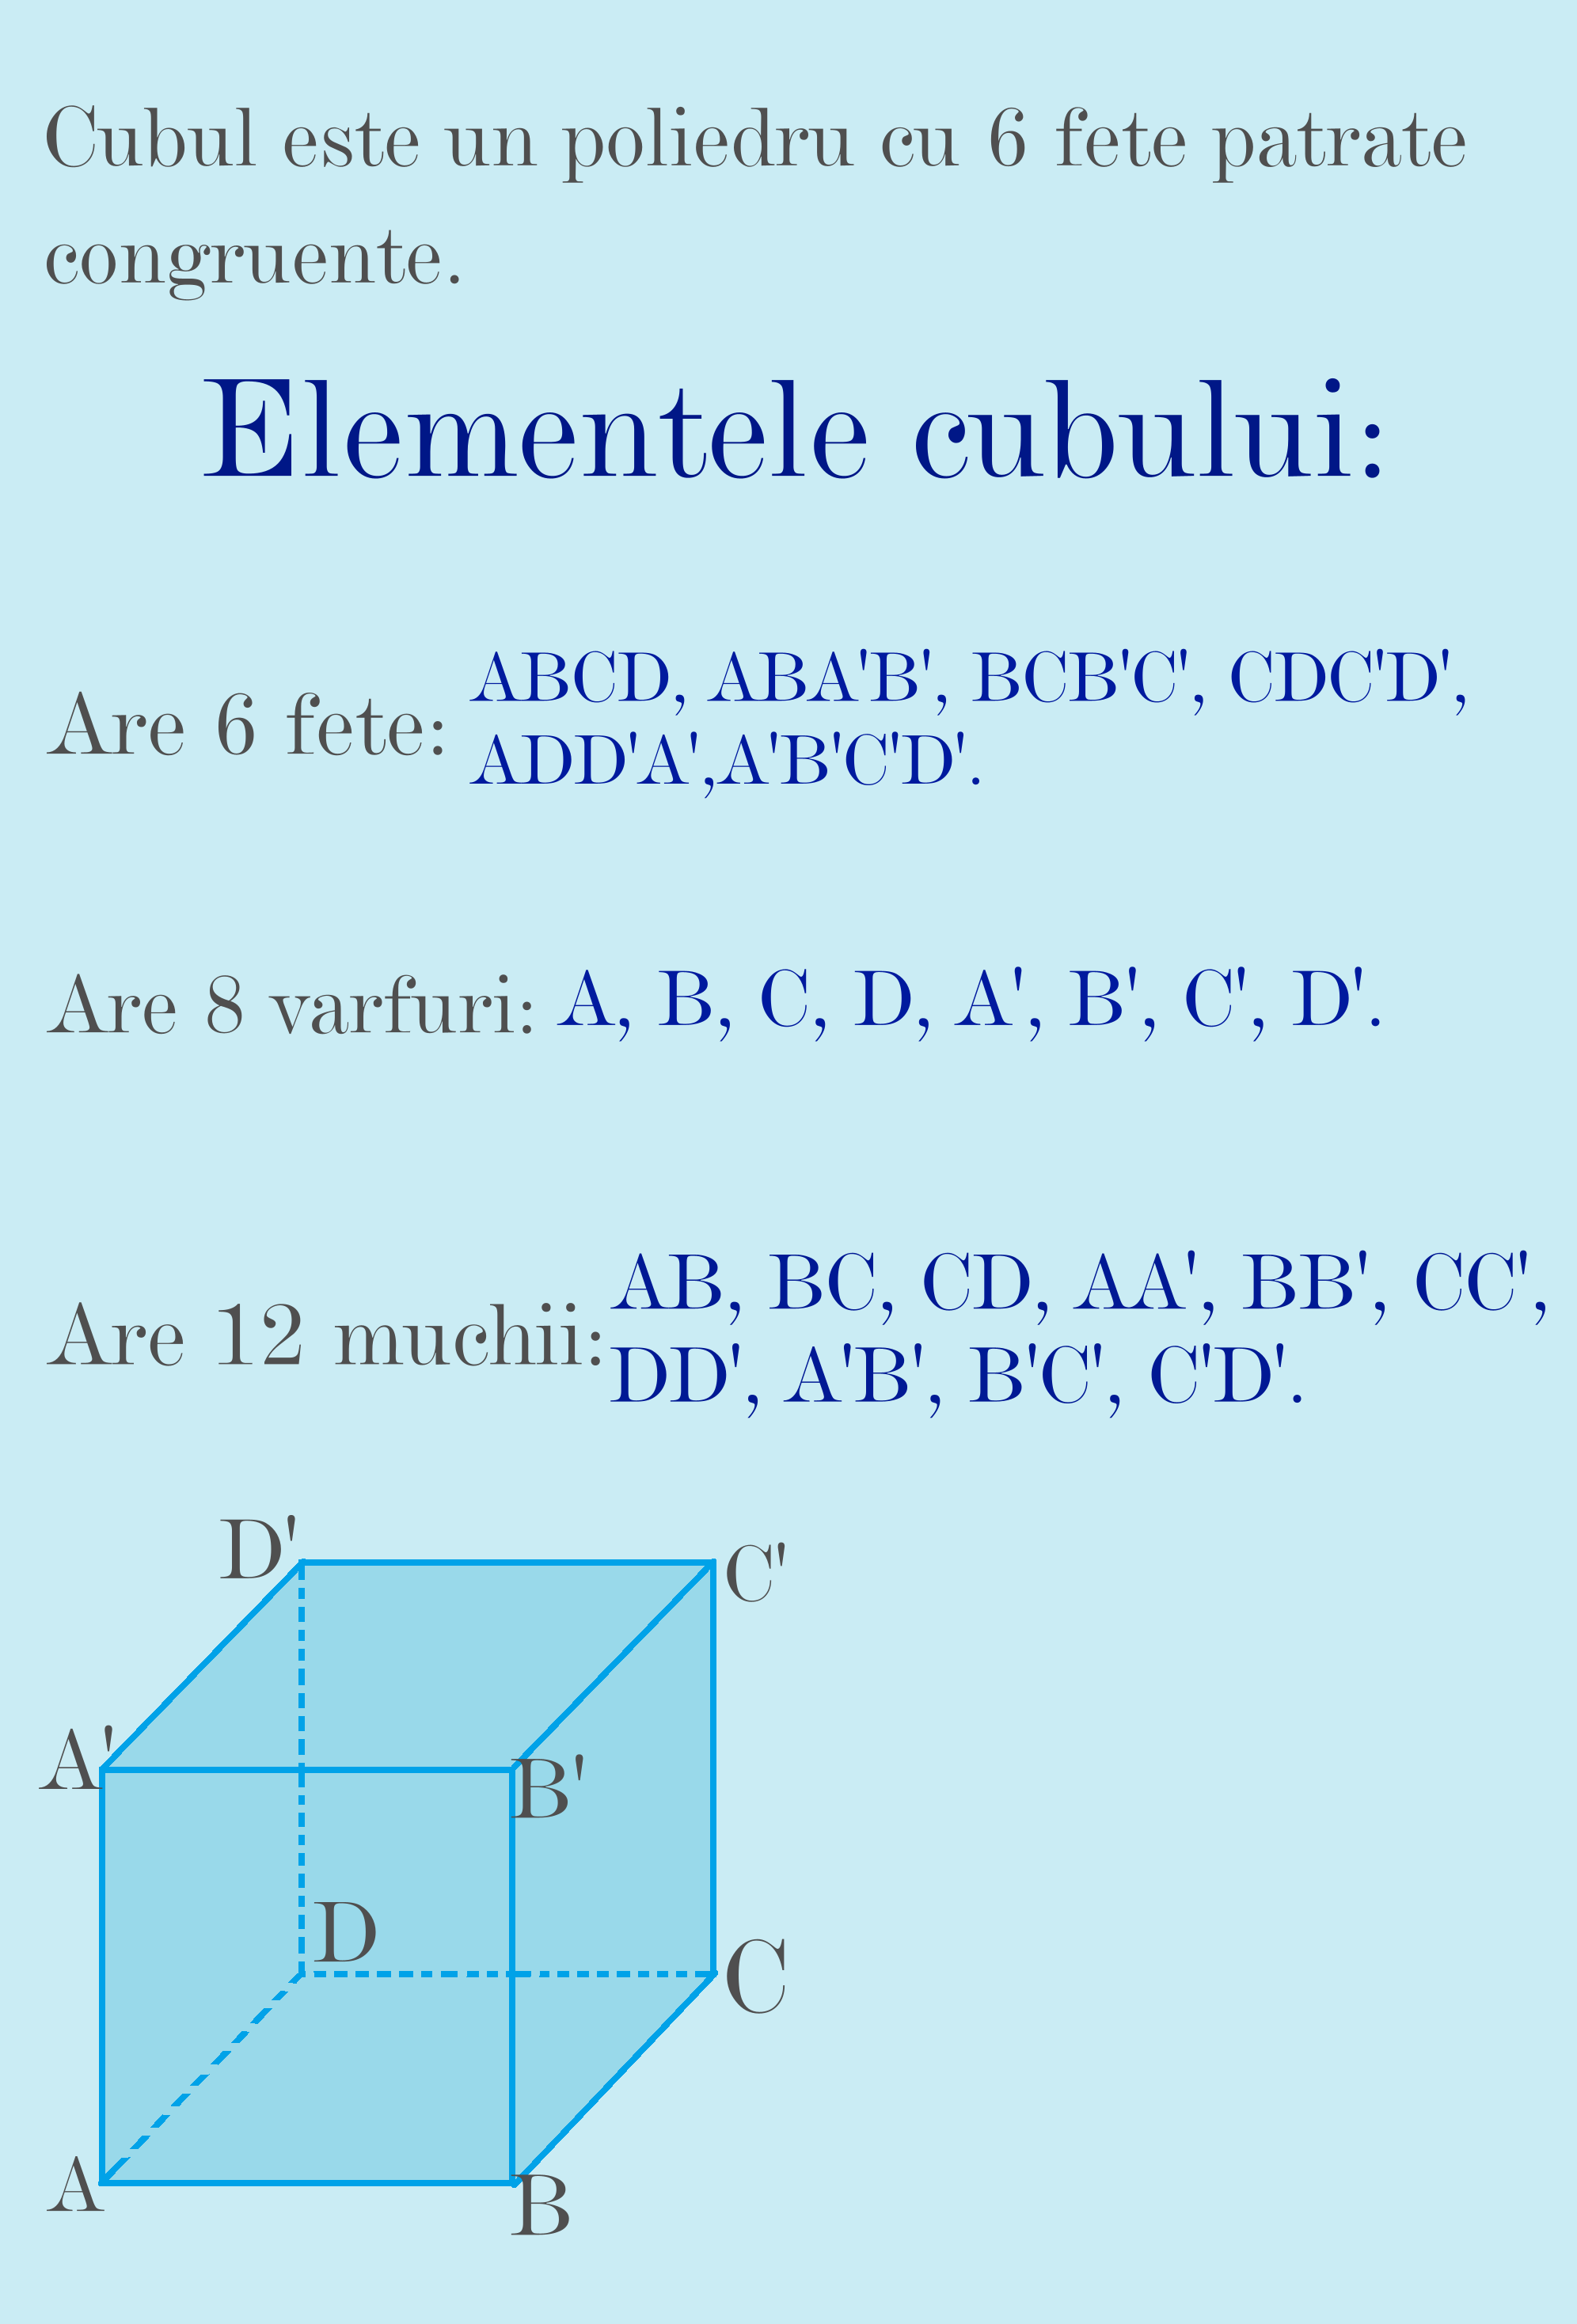 Cubul este un poliedru cu 6 fete patrate
congruente.
Elementele cubului:
Are 6 fete: ABCD, ABA'B', BCB'C', CDC'D',
ADD'A',A'B'C'D'.
Are 8 varfuri: A, B, C, D, A', B', C', D'.
Are 12 muchii: AB, BC, CD, AA', BB', CC',
DD', A'B', B'C', C'D'.
D'
C'
A'
B'
D
C
A
B